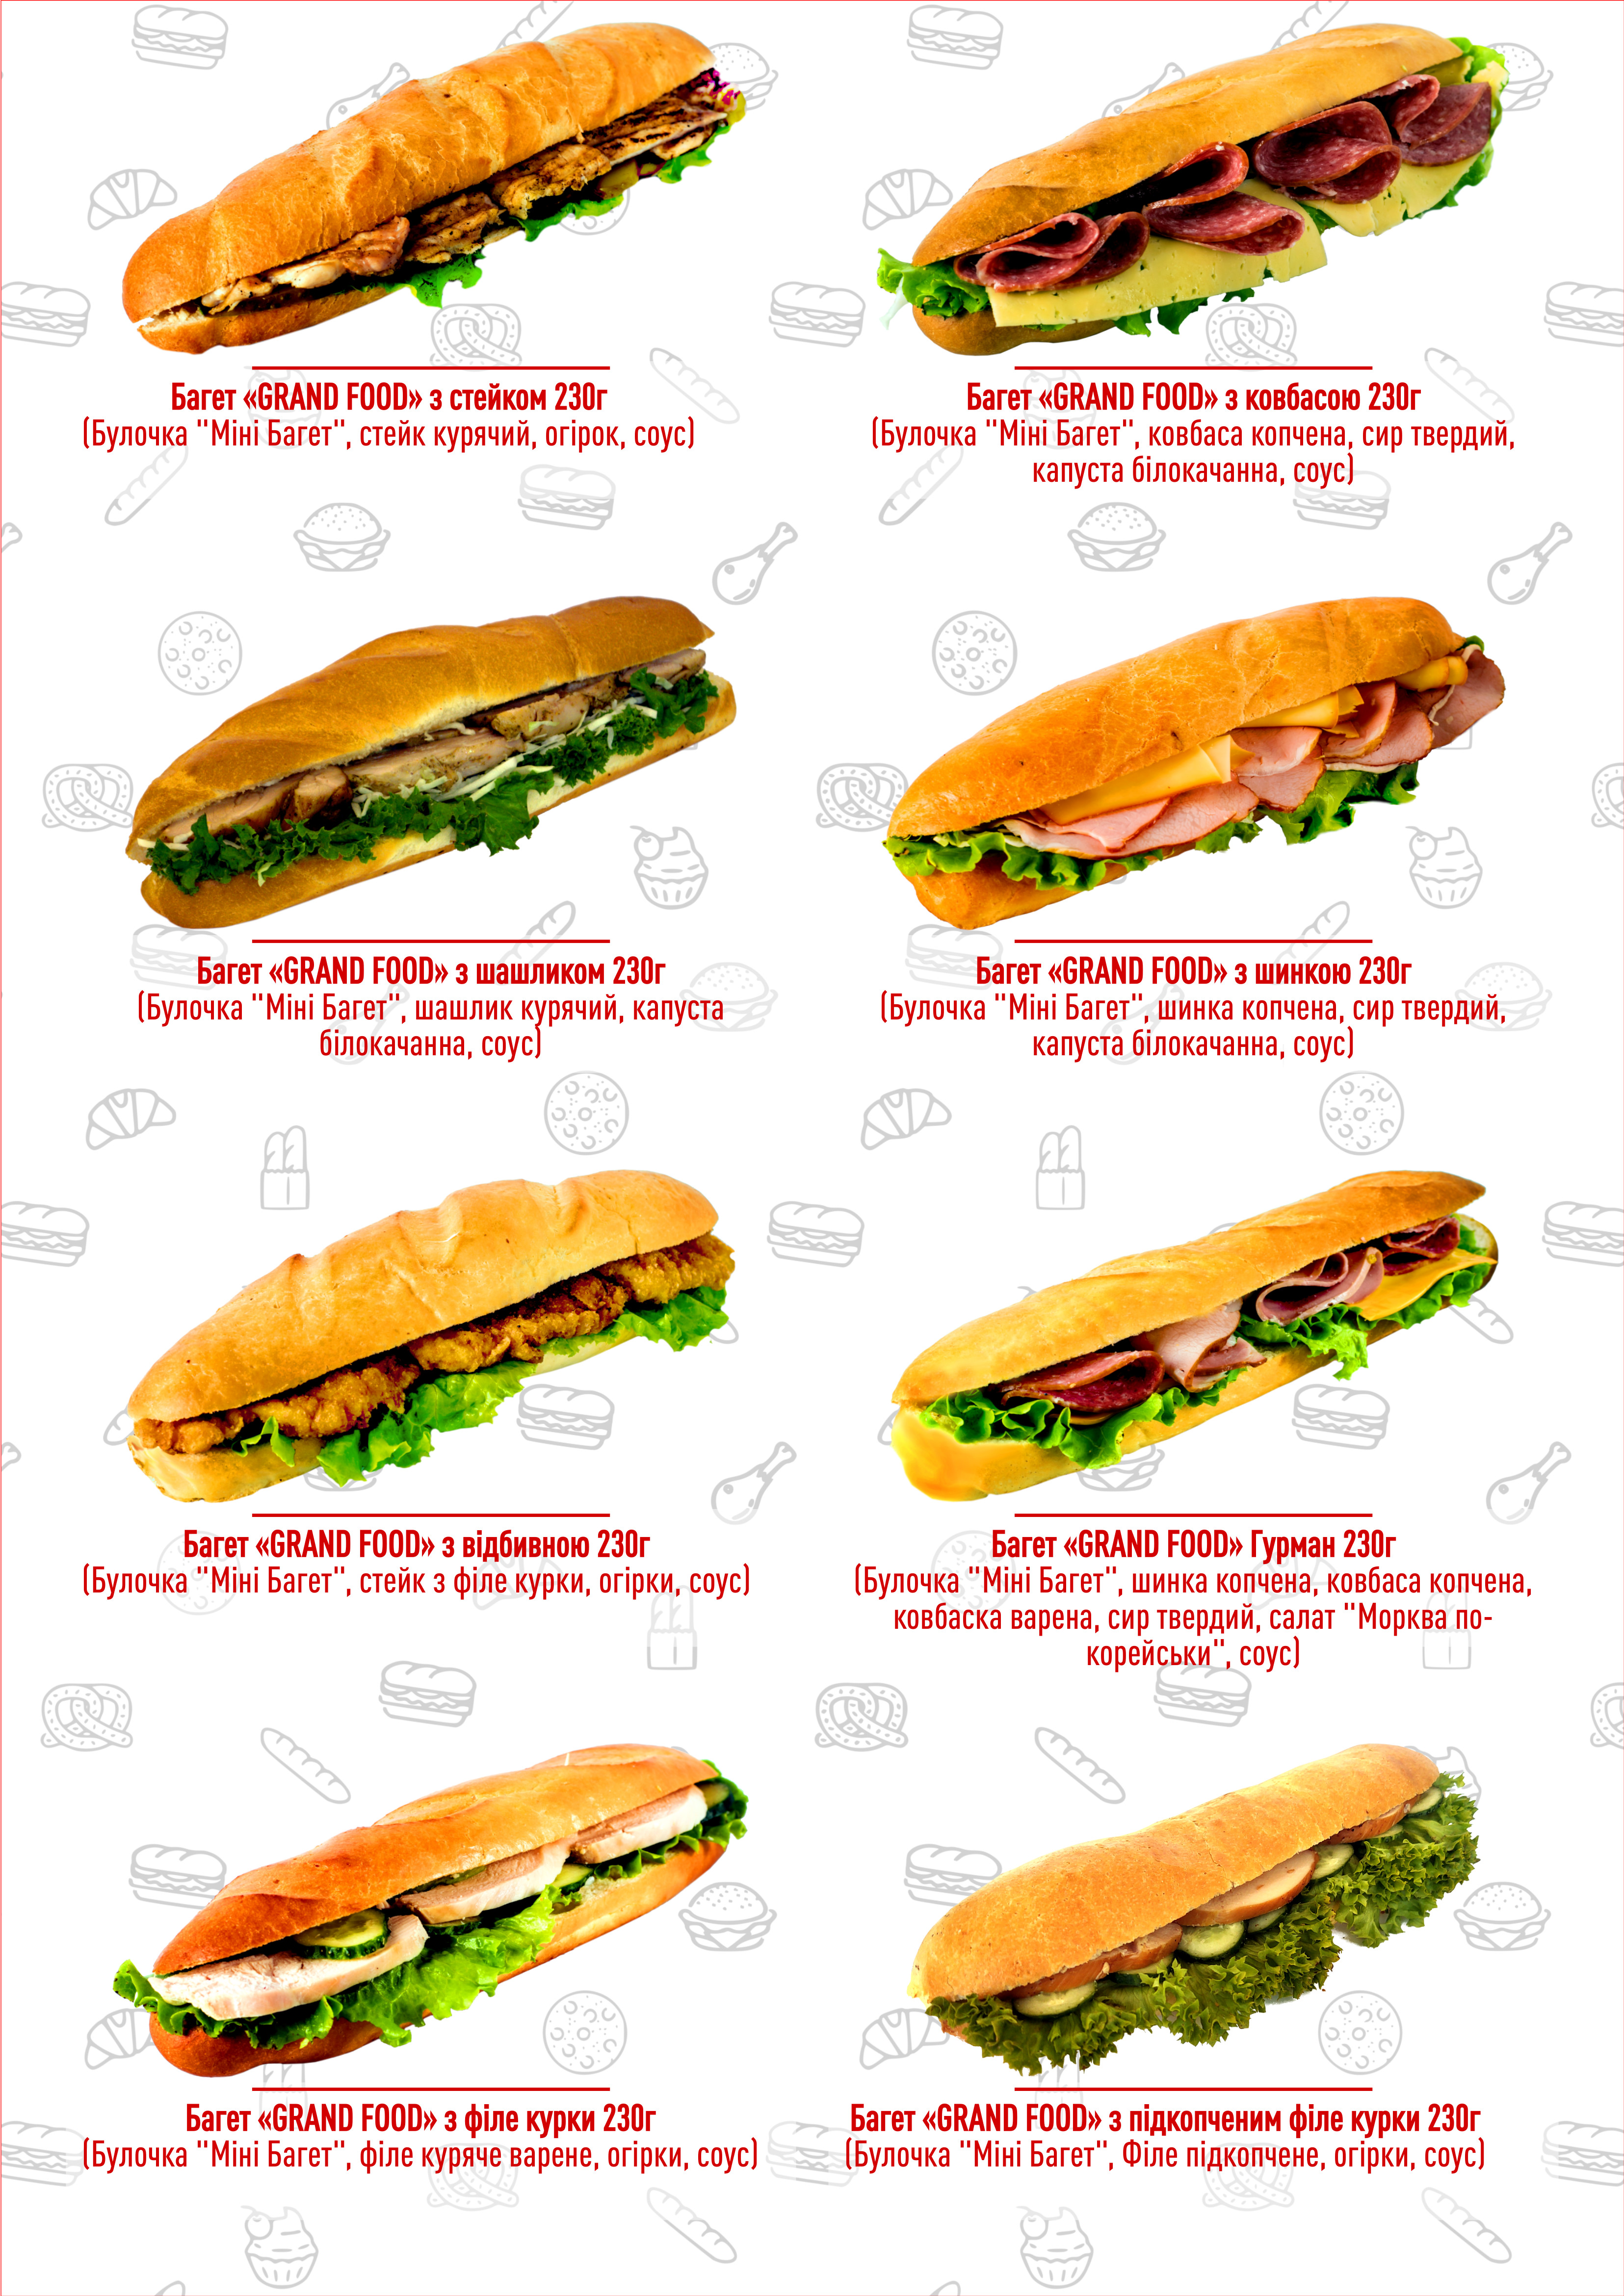 Багет «GRAND FOOD» з стейком 230г
(Булочка "Міні Багет", стейк курячий, огірок, соус)
Багет «GRAND FOOD» з ковбасою 230г
(Булочка "Міні Багет", ковбаса копчена, сир твердий,
капуста білокачанна, соус)
Багет «GRAND FOOD» з шашликом 230г
(Булочка "Міні Багет", шашлик курячий, капуста
білокачанна, соус)
Багет «GRAND FOOD» з шинкою 230г
(Булочка "Міні Багет", шинка копчена, сир твердий,
капуста білокачанна, соус)
Багет «GRAND FOOD» з відбивною 230г
(Булочка "Міні Багет", стейк з філе курки, огірки, соус)
Багет «GRAND FOOD» Гурман 230г
(Булочка "Міні Багет", шинка копчена, ковбаса копчена,
ковбаска варена, сир твердий, салат "Морква по-
корейськи", соус)
Багет «GRAND FOOD» з філе курки 230г
(Булочка "Міні Багет", філе куряче варене, огірки, соус)
Багет «GRAND FOOD» з підкопченим філе курки 230г
(Булочка "Міні Багет", Філе підкопчене, огірки, соус)